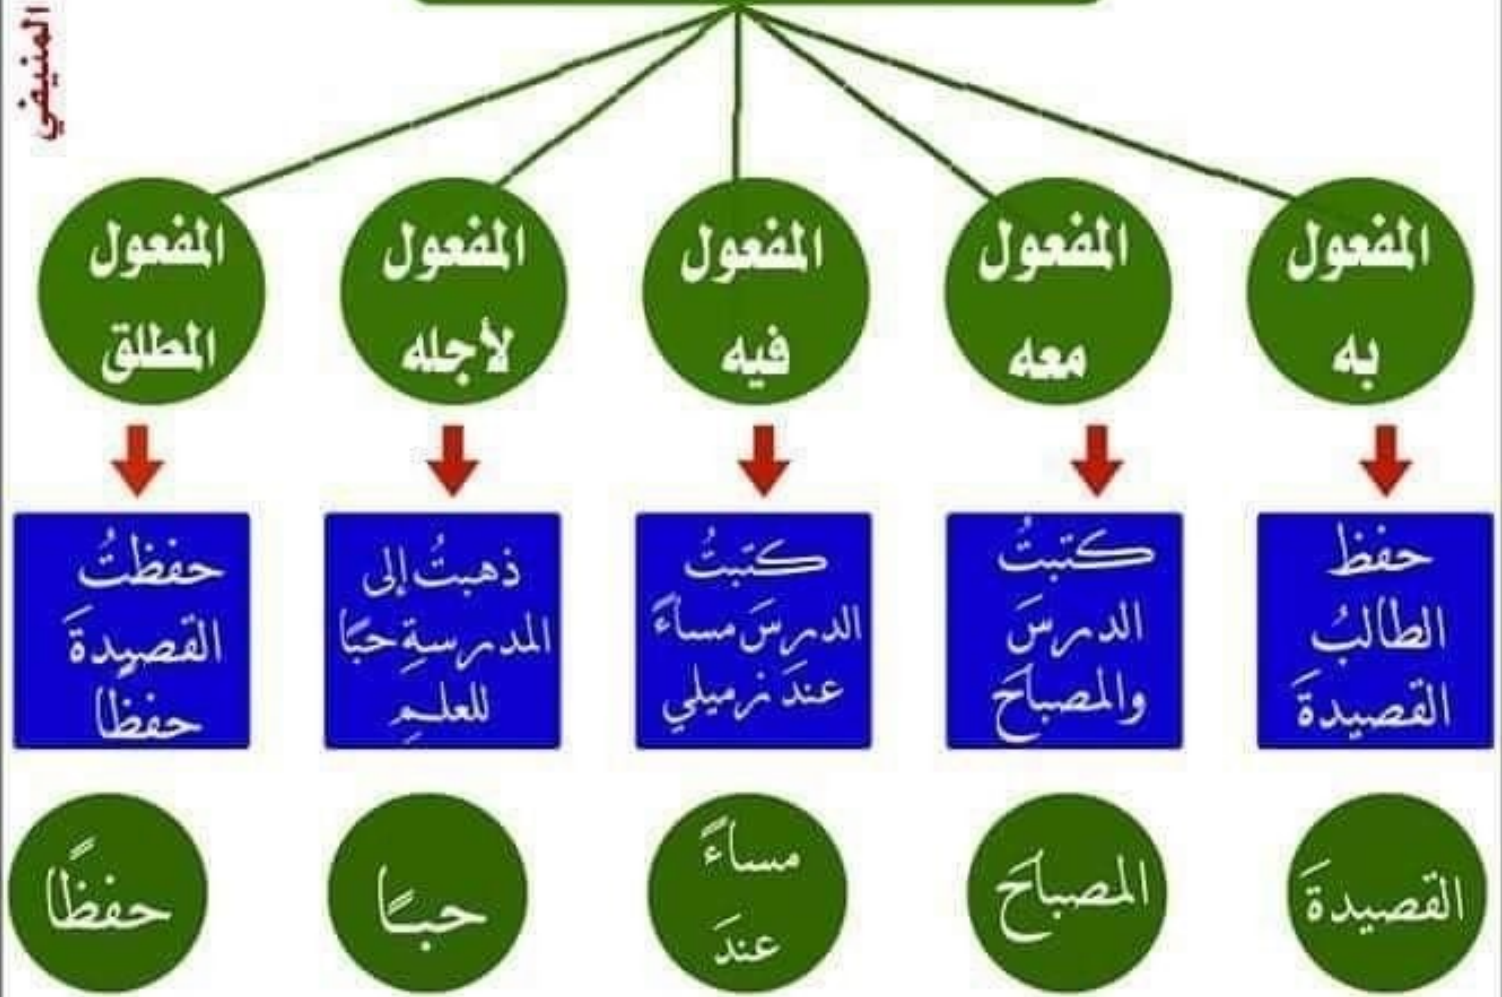 المنيفي
المفعول
به
المفعول
معه
المفعول
فيه
المفعول
لأجله
المفعول
المطلق
حفظ
الطالبُ
القصيدةَ
كتبتُ
الدرسَ
والمصباحَ
كتبتُ
الدرسَ مساءً
عندَ زميلي
ذهبتُ إلى
المدرسةِ حبًا
للعلمِ
حفظتُ
القصيدةَ
حفظا
القصيدةَ
المصباحَ
مساءً
عندَ
حبًا
حفظًا